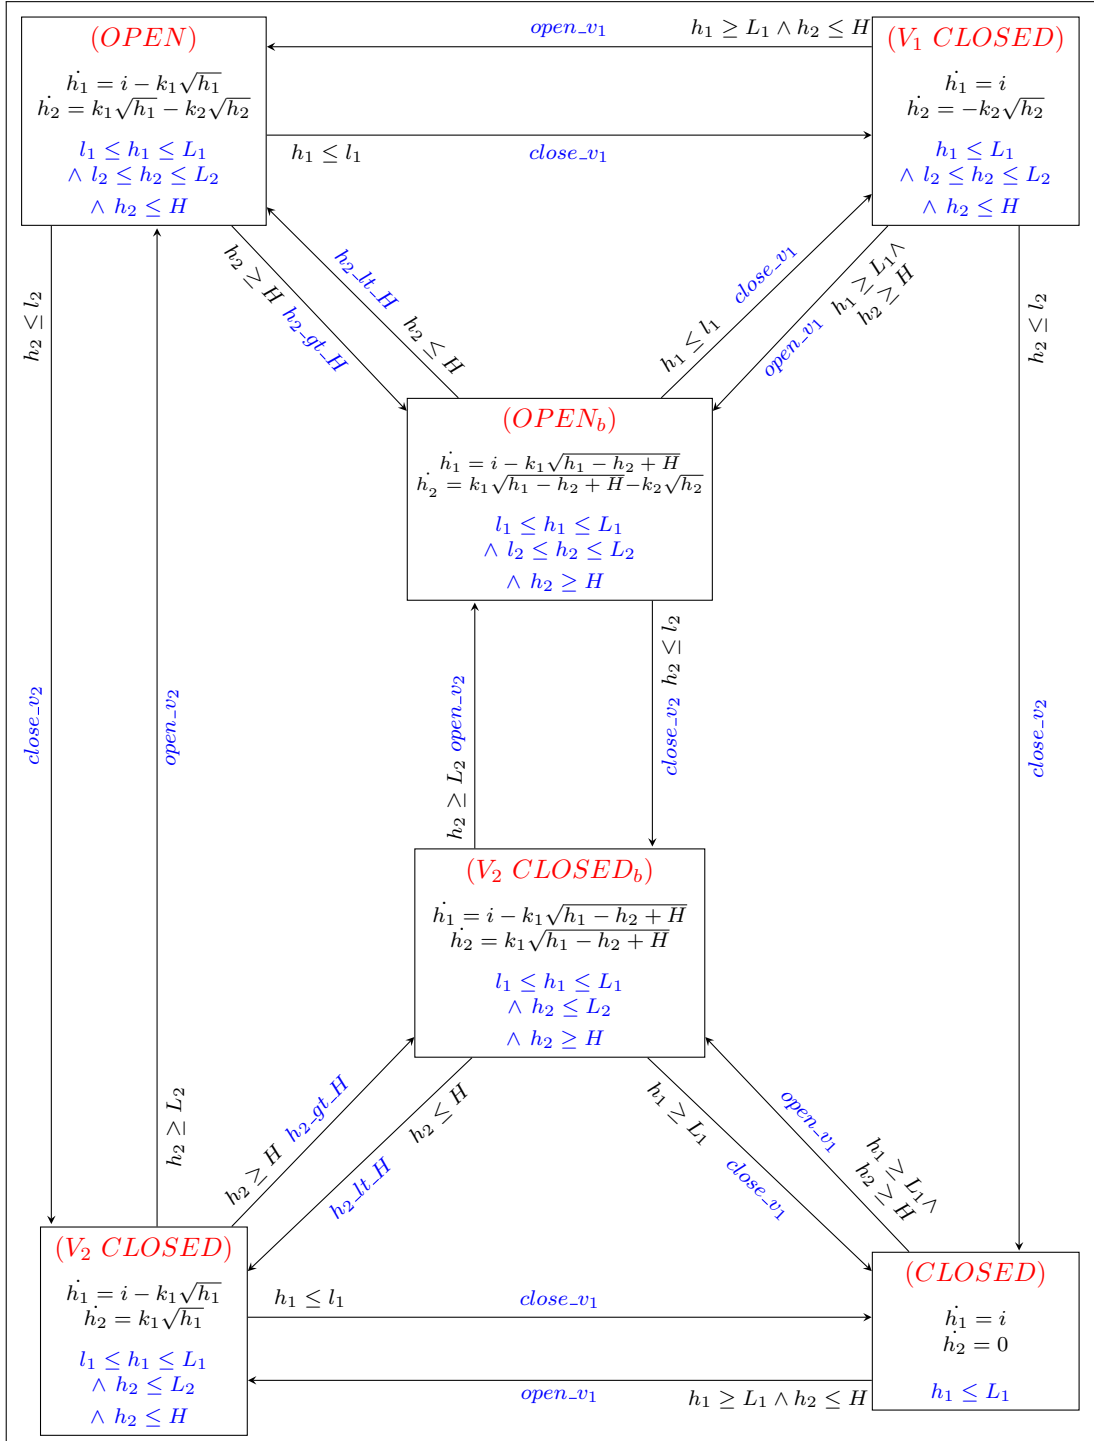 (OPEN)
ḣ₁ = i − k₁√h₁
ḣ₂ = k₁√h₁ − k₂√h₂
l₁ ≤ h₁ ≤ L₁
∧ l₂ ≤ h₂ ≤ L₂
∧ h₂ ≤ H
open_v₁
h₁ ≥ L₁ ∧ h₂ ≤ H
h₁ ≤ l₁
close_v₁
(V₁ CLOSED)
ḣ₁ = i
ḣ₂ = −k₂√h₂
h₁ ≤ L₁
∧ l₂ ≤ h₂ ≤ L₂
∧ h₂ ≤ H
h₂ ≤ l₂
close_v₂
open_v₂
h₂ ≥ L₂
h₂ ≥ H
h₂_gt_H
h₂_lt_H
h₂ ≤ H
h₁ ≤ l₁
close_v₁
h₁ ≥ L₁∧
h₂ ≥ H
open_v₁
h₂ ≤ l₂
close_v₂
(OPEN_b)
ḣ₁ = i − k₁√(h₁ − h₂ + H)
ḣ₂ = k₁√(h₁ − h₂ + H)−k₂√h₂
l₁ ≤ h₁ ≤ L₁
∧ l₂ ≤ h₂ ≤ L₂
∧ h₂ ≥ H
h₂ ≥ L₂ open_v₂
h₂ ≤ l₂
close_v₂
(V₂ CLOSED_b)
ḣ₁ = i − k₁√(h₁ − h₂ + H)
ḣ₂ = k₁√(h₁ − h₂ + H)
l₁ ≤ h₁ ≤ L₁
∧ h₂ ≤ L₂
∧ h₂ ≥ H
h₂ ≥ H h₂_gt_H
h₂ ≤ H
h₂_lt_H
h₁ ≥ L₁
close_v₁
open_v₁
h₁ ≥ L₁∧
h₂ ≥ H
(V₂ CLOSED)
ḣ₁ = i − k₁√h₁
ḣ₂ = k₁√h₁
l₁ ≤ h₁ ≤ L₁
∧ h₂ ≤ L₂
∧ h₂ ≤ H
h₁ ≤ l₁
close_v₁
open_v₁
h₁ ≥ L₁ ∧ h₂ ≤ H
(CLOSED)
ḣ₁ = i
ḣ₂ = 0
h₁ ≤ L₁